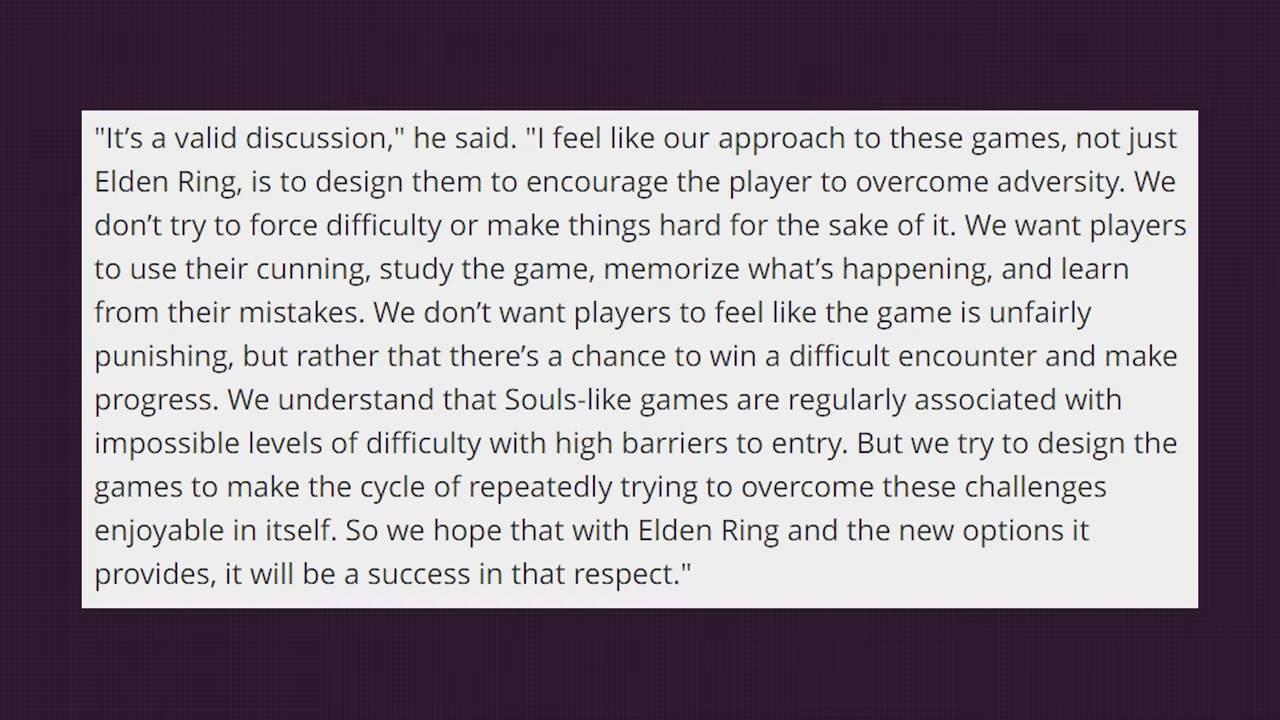 "It’s a valid discussion," he said. "I feel like our approach to these games, not just
Elden Ring, is to design them to encourage the player to overcome adversity. We
don’t try to force difficulty or make things hard for the sake of it. We want players
to use their cunning, study the game, memorize what’s happening, and learn
from their mistakes. We don’t want players to feel like the game is unfairly
punishing, but rather that there’s a chance to win a difficult encounter and make
progress. We understand that Souls-like games are regularly associated with
impossible levels of difficulty with high barriers to entry. But we try to design the
games to make the cycle of repeatedly trying to overcome these challenges
enjoyable in itself. So we hope that with Elden Ring and the new options it
provides, it will be a success in that respect."